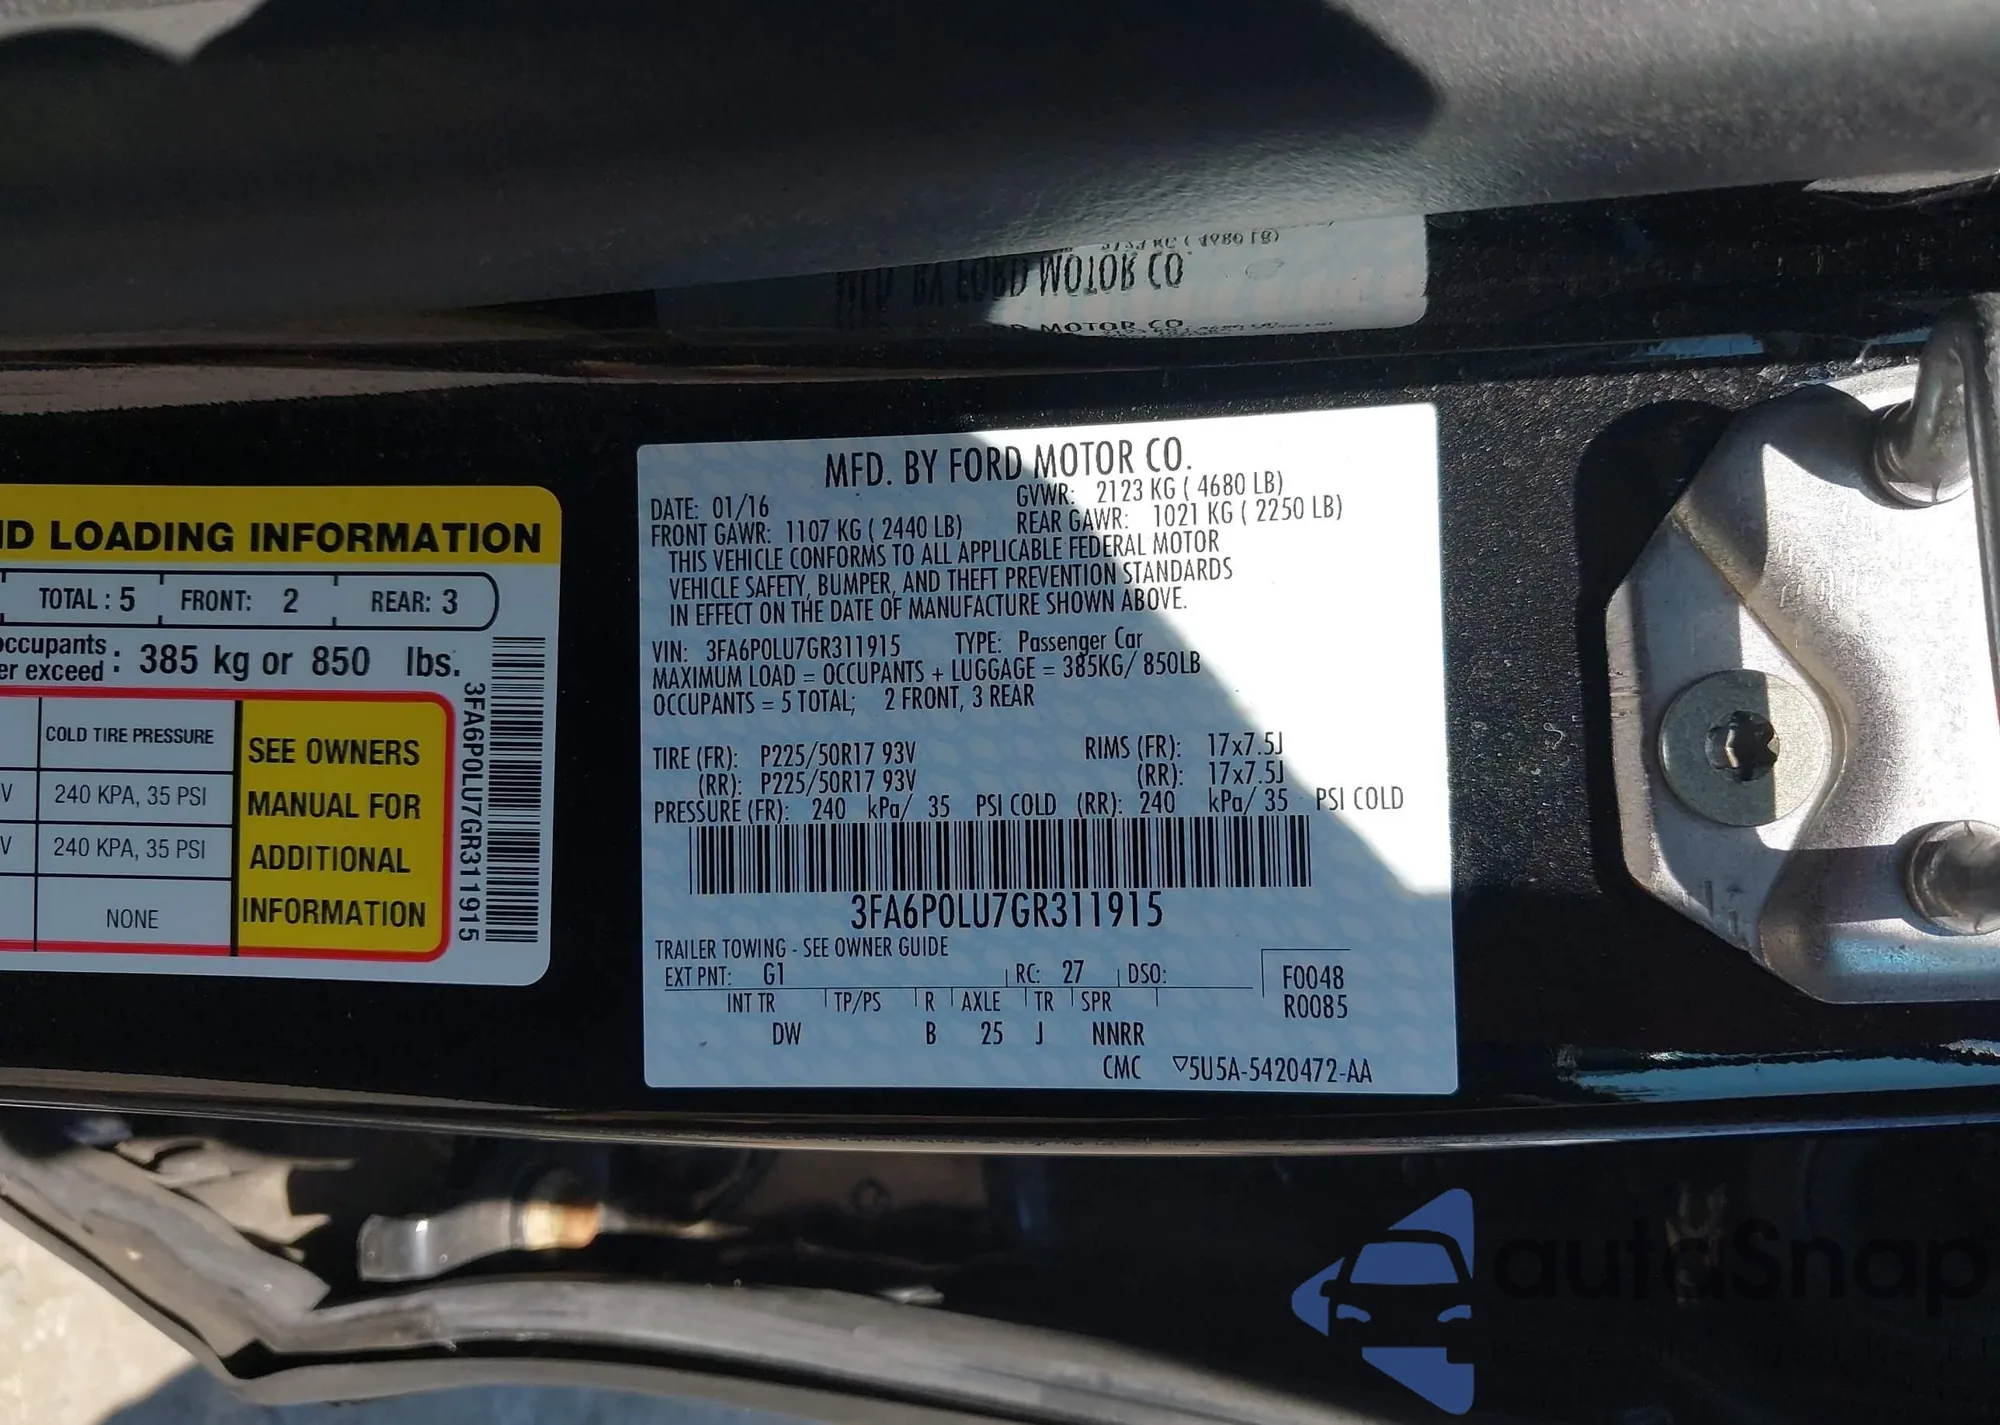 MFD. BY FORD MOTOR CO.
DATE: 01/16 GVWR: 2123 KG ( 4680 LB)
FRONT GAWR: 1107 KG ( 2440 LB) REAR GAWR: 1021 KG ( 2250 LB)
THIS VEHICLE CONFORMS TO ALL APPLICABLE FEDERAL MOTOR
VEHICLE SAFETY, BUMPER, AND THEFT PREVENTION STANDARDS
IN EFFECT ON THE DATE OF MANUFACTURE SHOWN ABOVE.
VIN: 3FA6P0LU7GR311915 TYPE: Passenger Car
MAXIMUM LOAD = OCCUPANTS + LUGGAGE = 385KG/ 850LB
OCCUPANTS = 5 TOTAL; 2 FRONT, 3 REAR
TIRE (FR): P225/50R17 93V RIMS (FR): 17x7.5J
(RR): P225/50R17 93V (RR): 17x7.5J
PRESSURE (FR): 240 kPa/ 35 PSI COLD (RR): 240 kPa/ 35 PSI COLD
3FA6P0LU7GR311915
TRAILER TOWING - SEE OWNER GUIDE
EXT PNT: G1 RC: 27 DSO: F0048
INT TR TP/PS R AXLE TR SPR R0085
DW B 25 J NNRR
CMC ▽5U5A-5420472-AA
LOADING INFORMATION
TOTAL : 5 FRONT: 2 REAR: 3
occupants
exceed : 385 kg or 850 lbs.
COLD TIRE PRESSURE
V 240 KPA, 35 PSI
V 240 KPA, 35 PSI
NONE
SEE OWNERS
MANUAL FOR
ADDITIONAL
INFORMATION
3FA6P0LU7GR311915
autoSnap